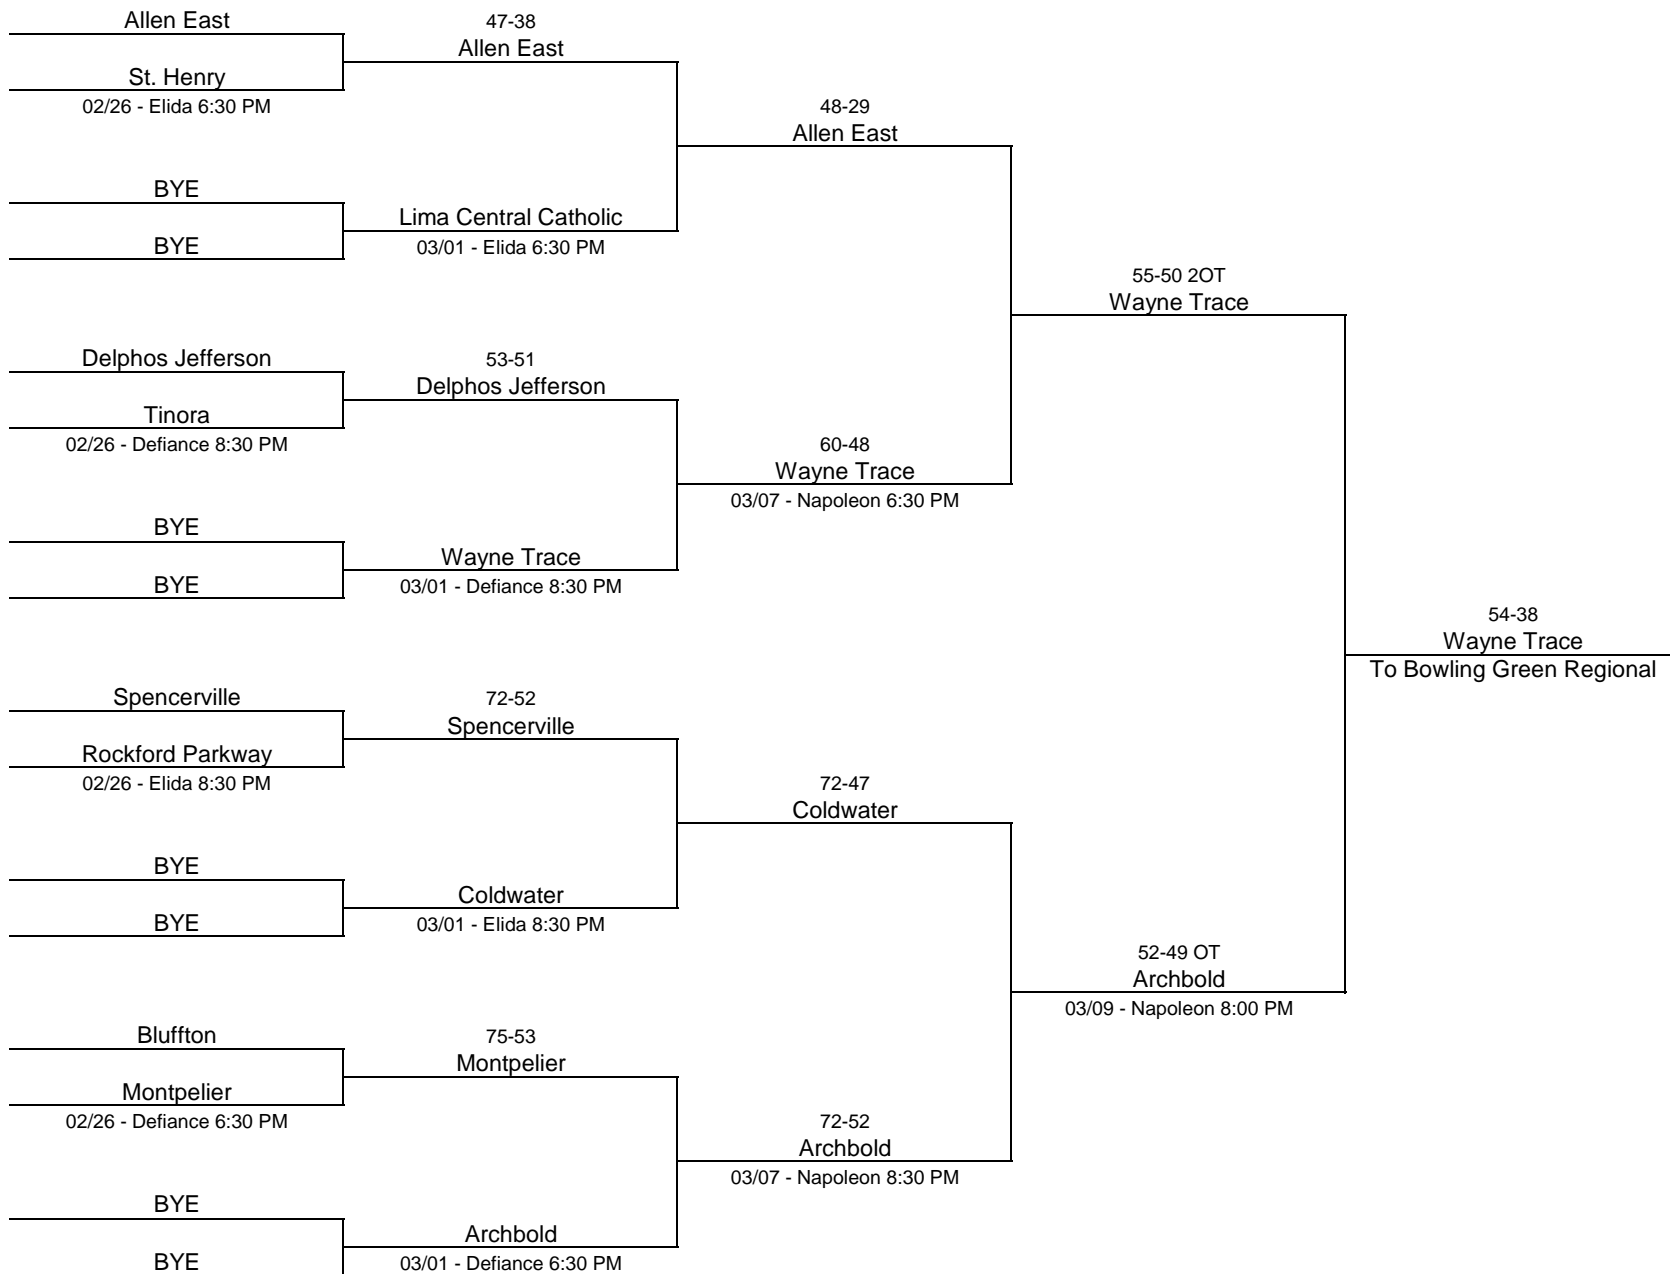 Allen East
St. Henry
02/26 - Elida 6:30 PM
BYE
BYE
Delphos Jefferson
Tinora
02/26 - Defiance 8:30 PM
BYE
BYE
Spencerville
Rockford Parkway
02/26 - Elida 8:30 PM
BYE
BYE
Bluffton
Montpelier
02/26 - Defiance 6:30 PM
BYE
BYE
47-38
Allen East
Lima Central Catholic
03/01 - Elida 6:30 PM
53-51
Delphos Jefferson
Wayne Trace
03/01 - Defiance 8:30 PM
72-52
Spencerville
Coldwater
03/01 - Elida 8:30 PM
75-53
Montpelier
Archbold
03/01 - Defiance 6:30 PM
48-29
Allen East
60-48
Wayne Trace
03/07 - Napoleon 6:30 PM
72-47
Coldwater
72-52
Archbold
03/07 - Napoleon 8:30 PM
55-50 2OT
Wayne Trace
52-49 OT
Archbold
03/09 - Napoleon 8:00 PM
54-38
Wayne Trace
To Bowling Green Regional